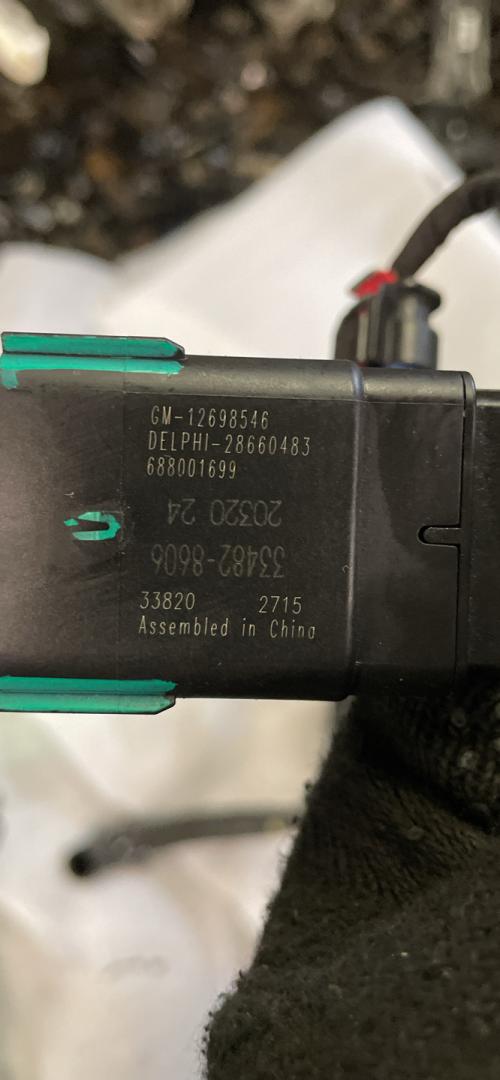 GM-12698546
DELPHI-28660483
688001699
20320 24
33482-8606
33820 2715
Assembled in China